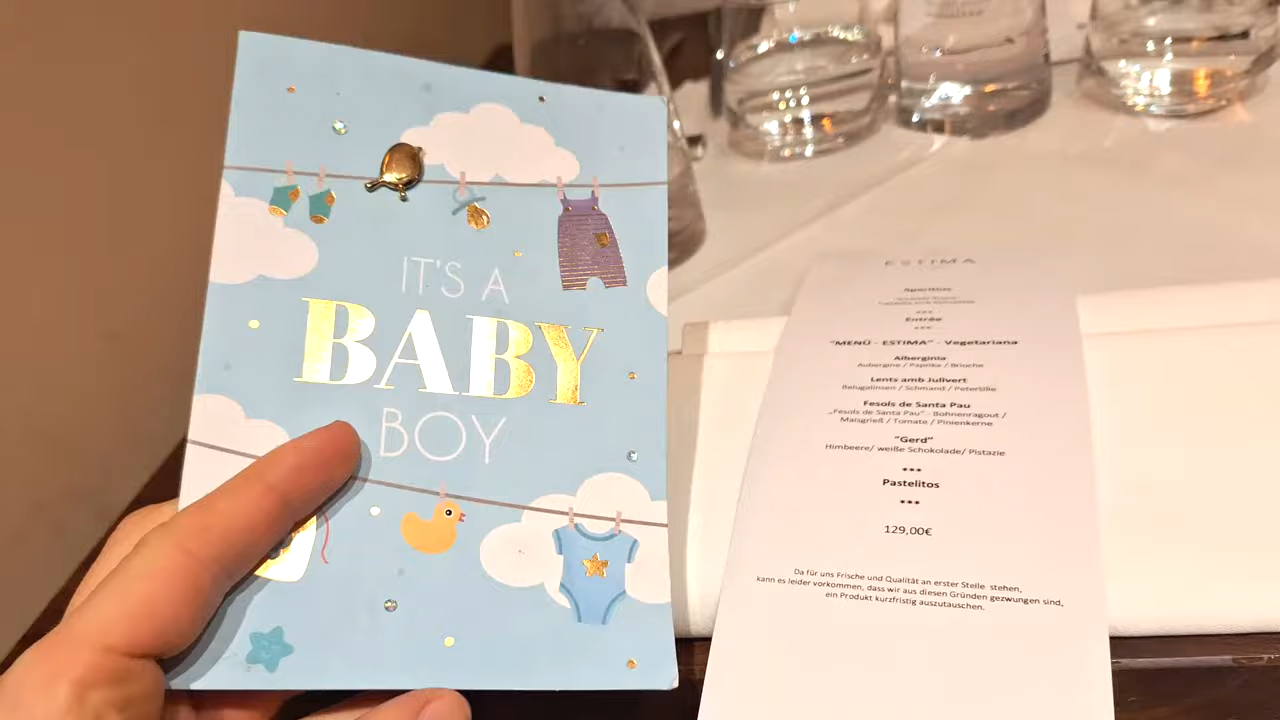 IT'S A
BABY
BOY
ESTIMA
Aperitius
***
Entrée
***
"MENÜ - ESTIMA" - Vegetariana
Alberginia
Aubergine / Paprika / Brioche
Lents amb Julivert
Belugalinsen / Schmand / Petersilie
Fesols de Santa Pau
„Fesols de Santa Pau" - Bohnenragout /
Maisgrieß / Tomate / Pinienkerne
"Gerd"
Himbeere/ weiße Schokolade/ Pistazie
***
Pastelitos
***
129,00€
Da für uns Frische und Qualität an erster Stelle stehen,
kann es leider vorkommen, dass wir aus diesen Gründen gezwungen sind,
ein Produkt kurzfristig auszutauschen.